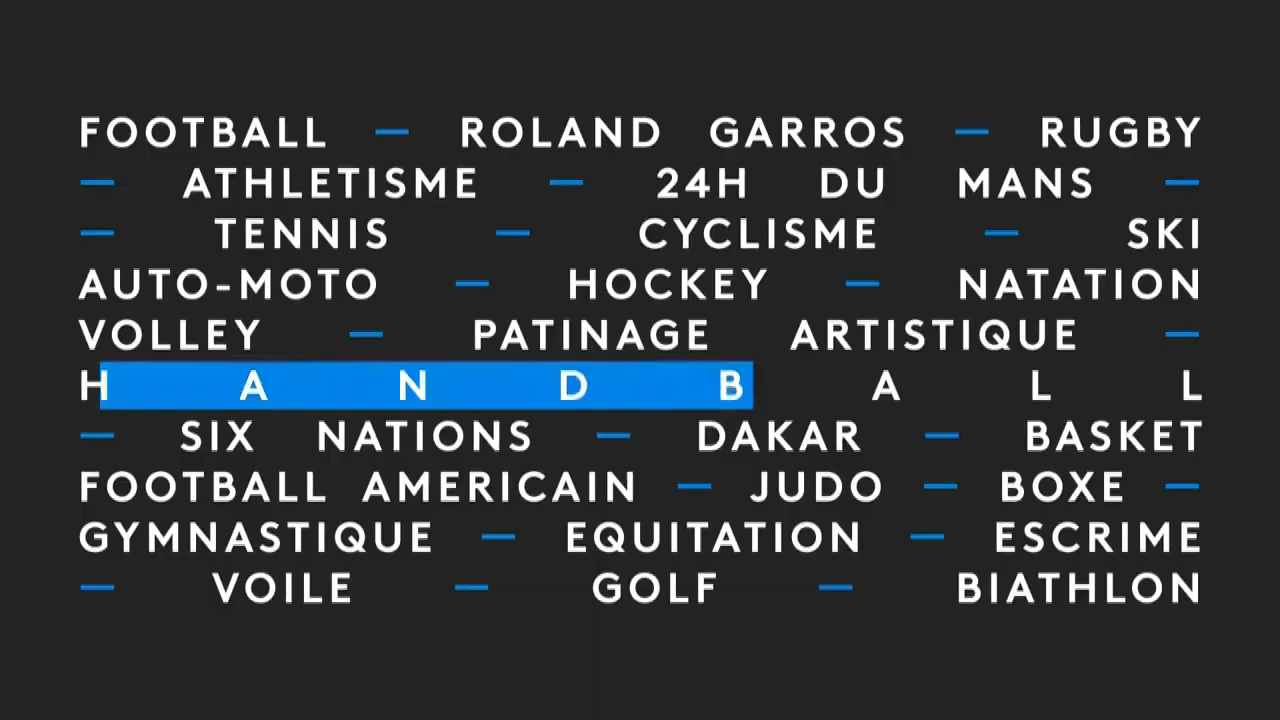 FOOTBALL — ROLAND GARROS — RUGBY
— ATHLETISME — 24H DU MANS —
— TENNIS — CYCLISME — SKI
AUTO-MOTO — HOCKEY — NATATION
VOLLEY — PATINAGE ARTISTIQUE —
HANDBALL
— SIX NATIONS — DAKAR — BASKET
FOOTBALL AMERICAIN — JUDO — BOXE —
GYMNASTIQUE — EQUITATION — ESCRIME
— VOILE — GOLF — BIATHLON